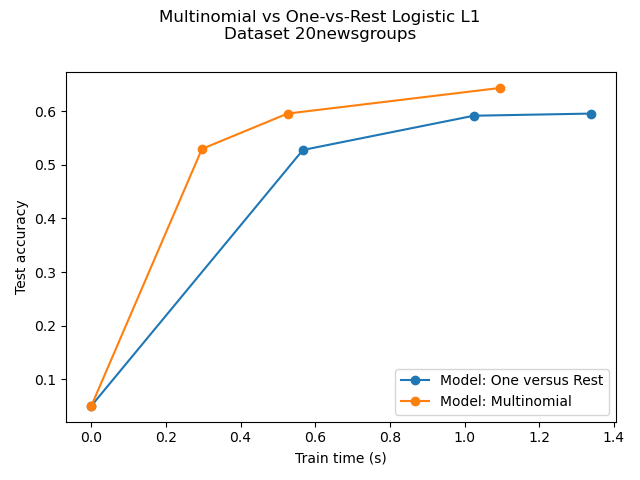 Multinomial vs One-vs-Rest Logistic L1
Dataset 20newsgroups
0.6
0.5
0.4
0.3
0.2
0.1
Test accuracy
Model: One versus Rest
Model: Multinomial
0.0 0.2 0.4 0.6 0.8 1.0 1.2 1.4
Train time (s)